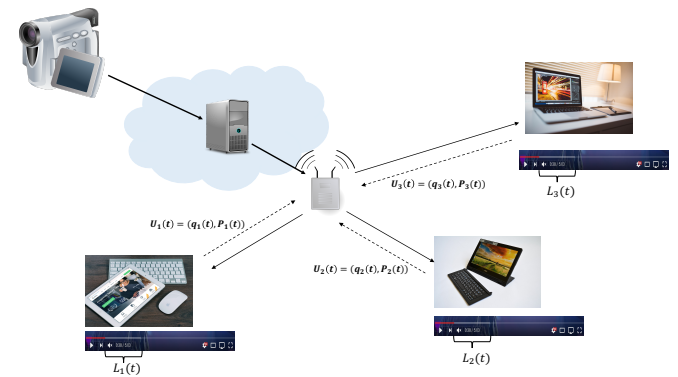 U₃(t) = (q₃(t), P₃(t))
L₃(t)
U₁(t) = (q₁(t), P₁(t))
U₂(t) = (q₂(t), P₂(t))
L₁(t)
L₂(t)